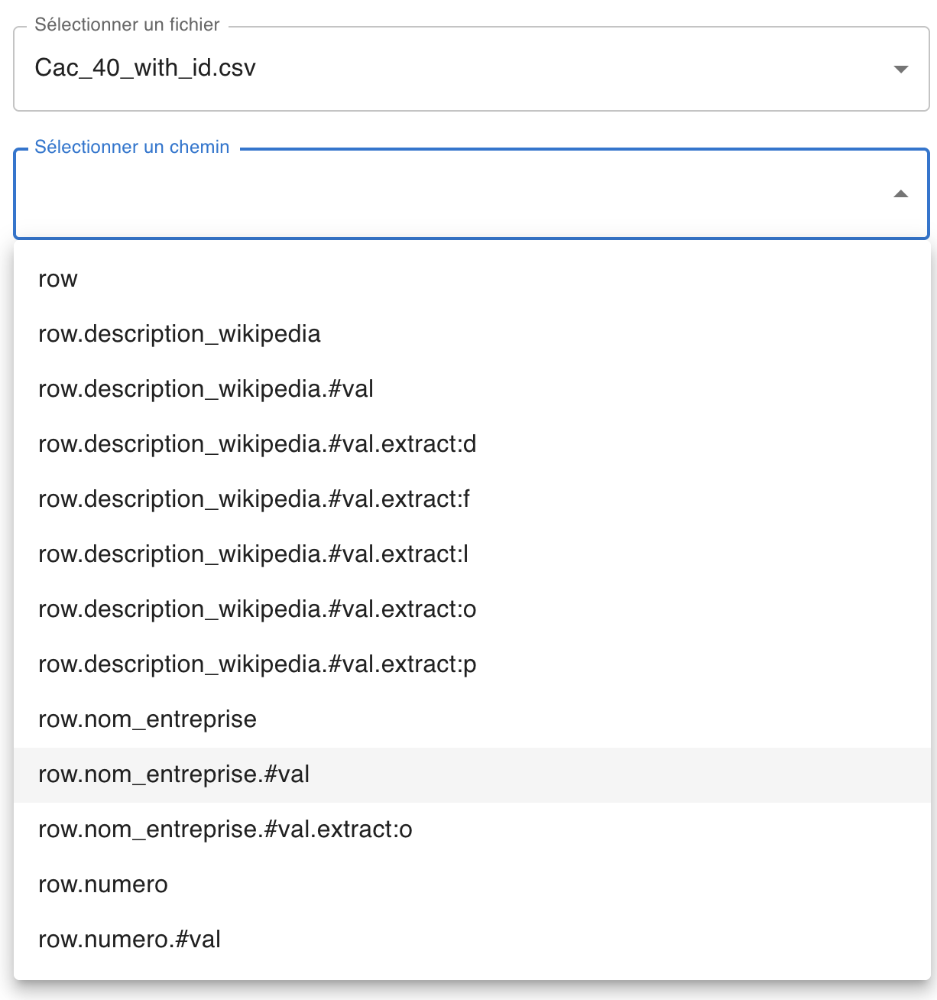 Sélectionner un fichier
Cac_40_with_id.csv
Sélectionner un chemin
row
row.description_wikipedia
row.description_wikipedia.#val
row.description_wikipedia.#val.extract:d
row.description_wikipedia.#val.extract:f
row.description_wikipedia.#val.extract:l
row.description_wikipedia.#val.extract:o
row.description_wikipedia.#val.extract:p
row.nom_entreprise
row.nom_entreprise.#val
row.nom_entreprise.#val.extract:o
row.numero
row.numero.#val